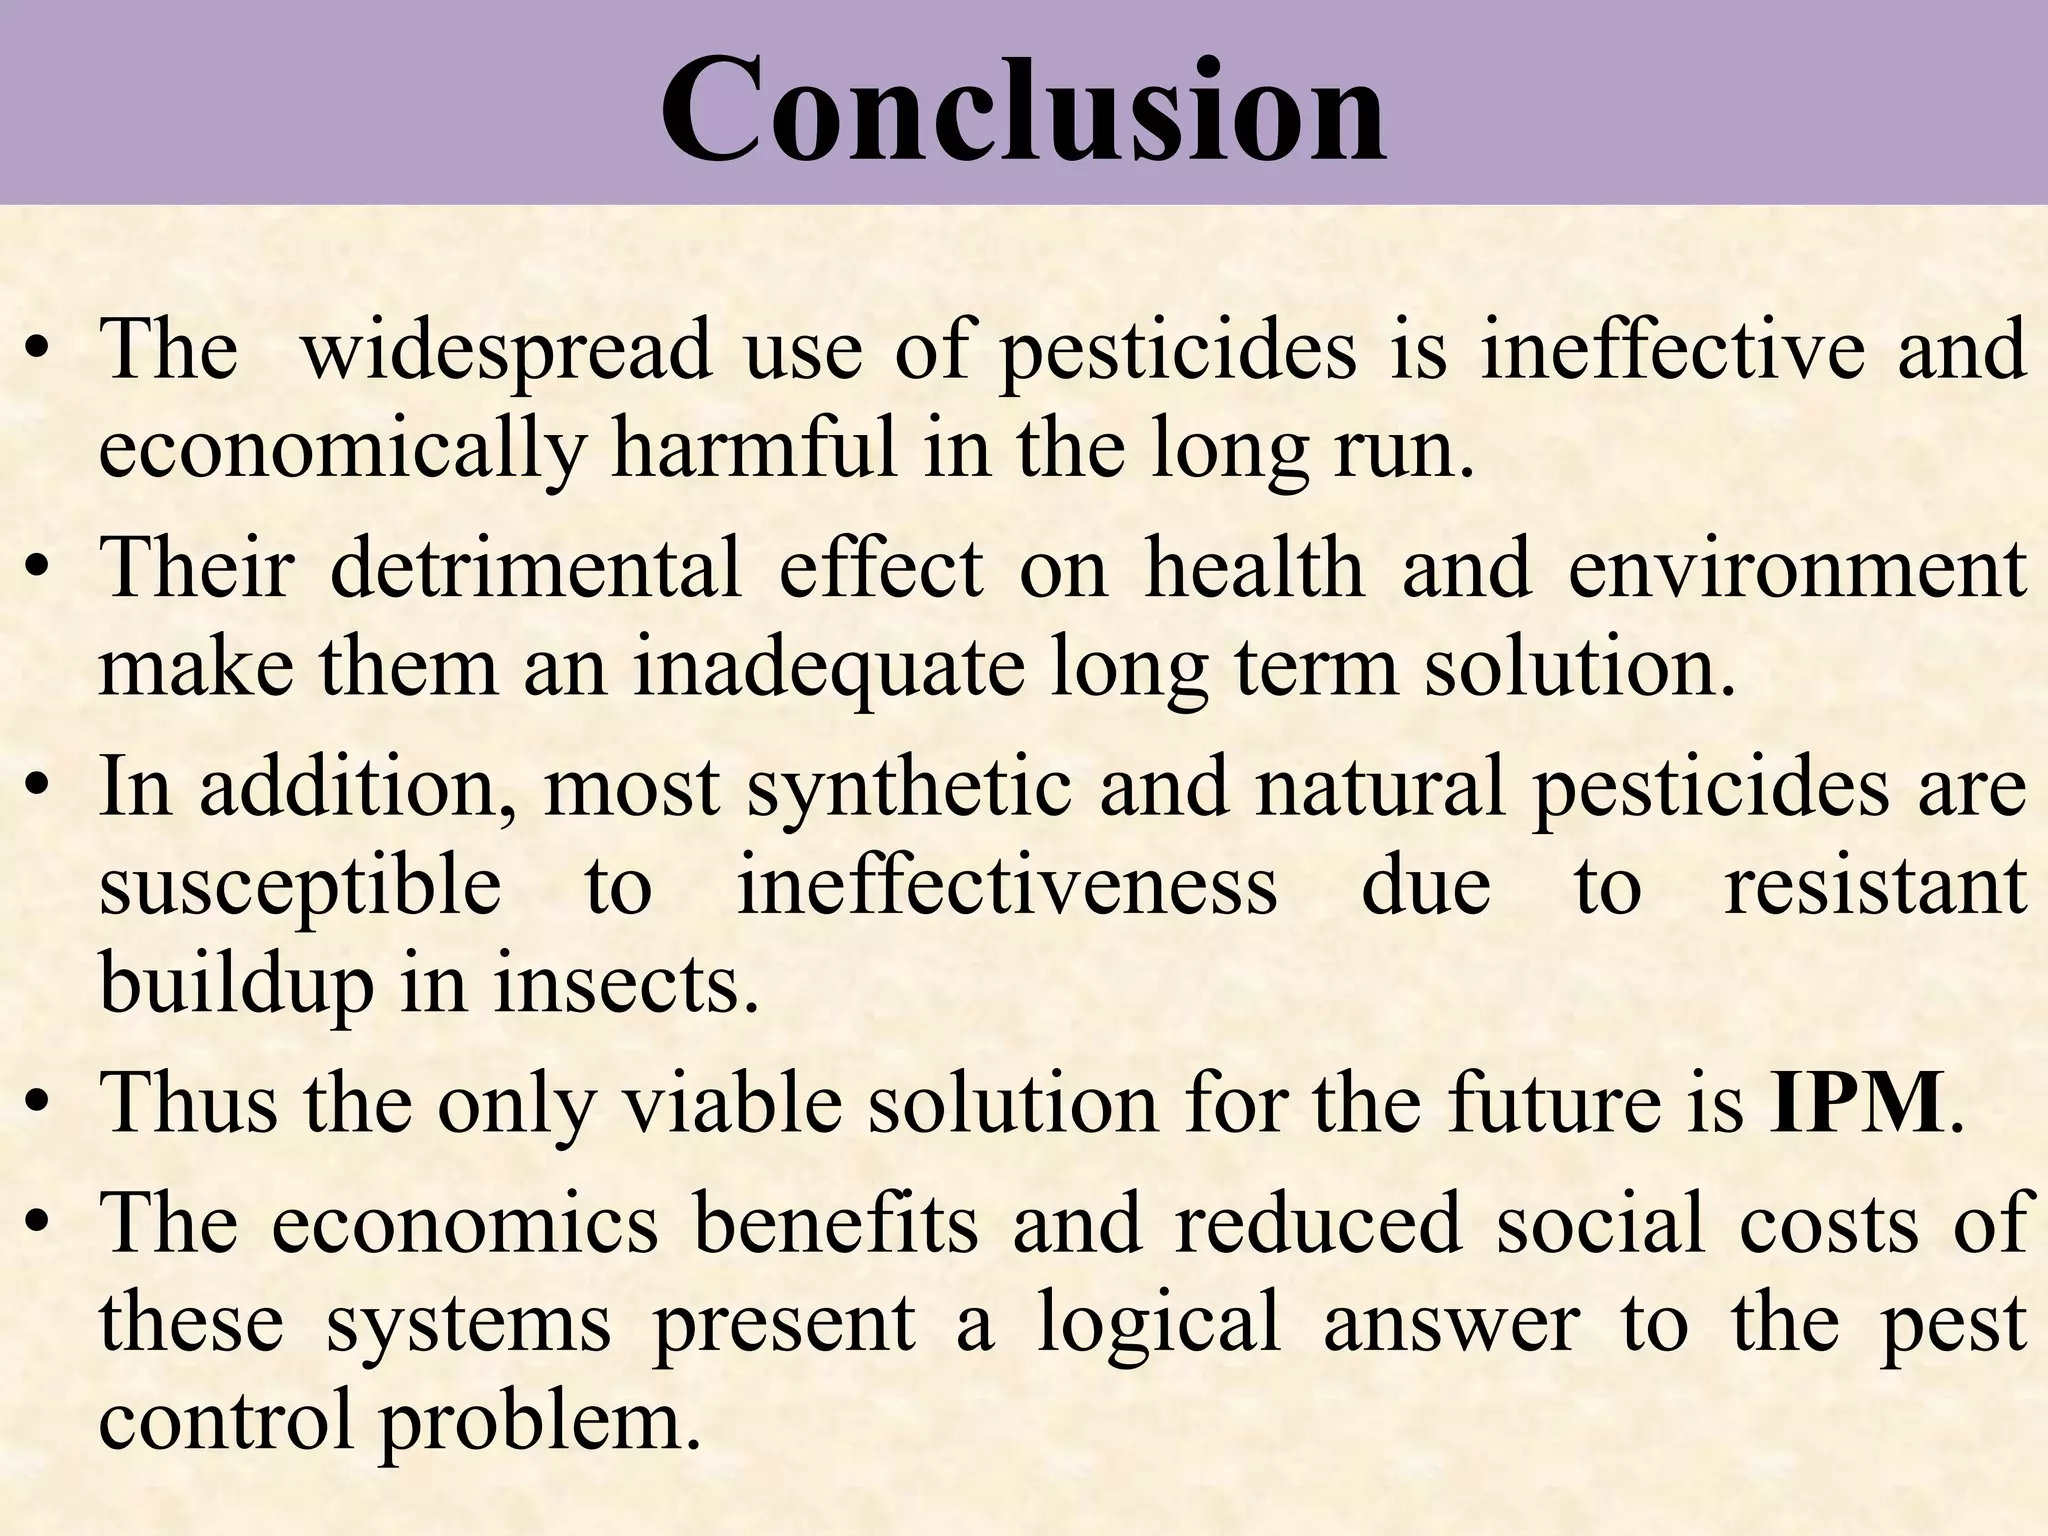 Conclusion
• The  widespread use of pesticides is ineffective and
economically harmful in the long run.
• Their detrimental effect on health and environment
make them an inadequate long term solution.
• In addition, most synthetic and natural pesticides are
susceptible to ineffectiveness due to resistant
buildup in insects.
• Thus the only viable solution for the future is IPM.
• The economics benefits and reduced social costs of
these systems present a logical answer to the pest
control problem.